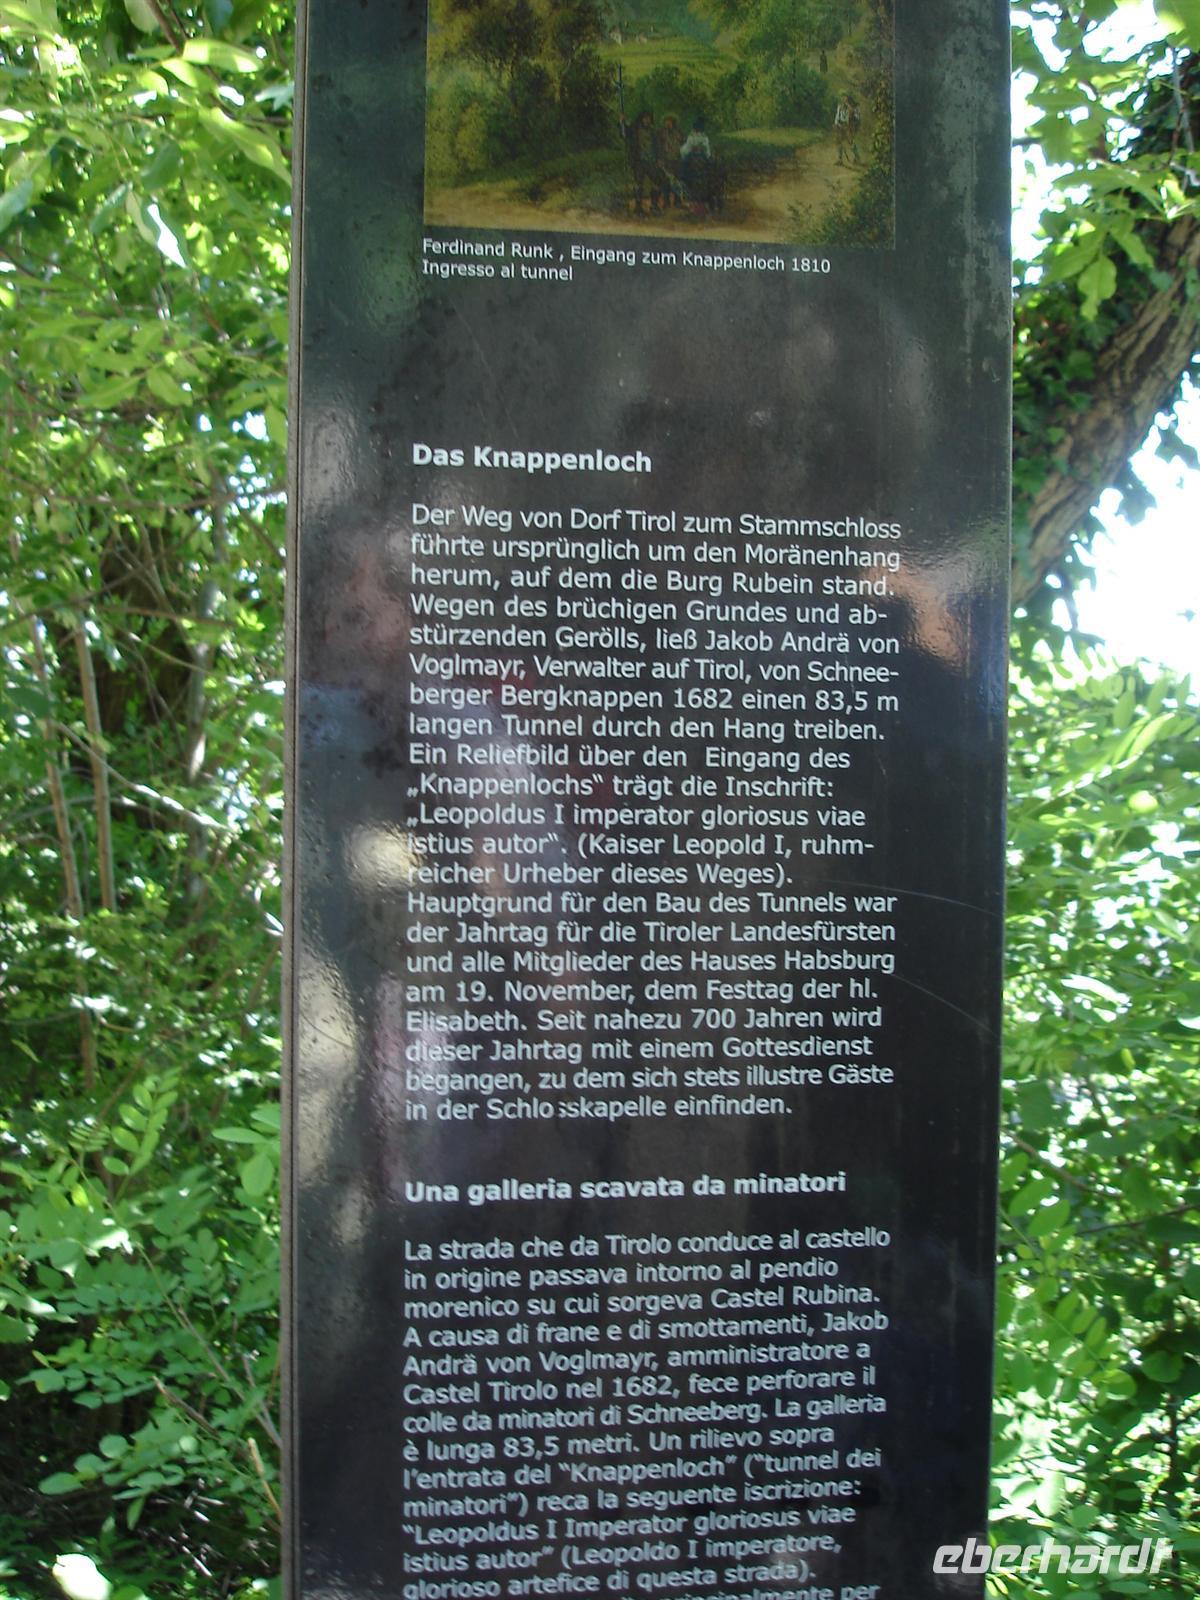 Ferdinand Runk , Eingang zum Knappenloch 1810
Ingresso al tunnel
Das Knappenloch
Der Weg von Dorf Tirol zum Stammschloss
führte ursprünglich um den Moränenhang
herum, auf dem die Burg Rubein stand.
Wegen des brüchigen Grundes und ab-
stürzenden Gerölls, ließ Jakob Andrä von
Voglmayr, Verwalter auf Tirol, von Schnee-
berger Bergknappen 1682 einen 83,5 m
langen Tunnel durch den Hang treiben.
Ein Reliefbild über den Eingang des
„Knappenlochs“ trägt die Inschrift:
„Leopoldus I imperator gloriosus viae
istius autor“. (Kaiser Leopold I, ruhm-
reicher Urheber dieses Weges).
Hauptgrund für den Bau des Tunnels war
der Jahrtag für die Tiroler Landesfürsten
und alle Mitglieder des Hauses Habsburg
am 19. November, dem Festtag der hl.
Elisabeth. Seit nahezu 700 Jahren wird
dieser Jahrtag mit einem Gottesdienst
begangen, zu dem sich stets illustre Gäste
in der Schlosskapelle einfinden.
Una galleria scavata da minatori
La strada che da Tirolo conduce al castello
in origine passava intorno al pendio
morenico su cui sorgeva Castel Rubina.
A causa di frane e di smottamenti, Jakob
Andrä von Voglmayr, amministratore a
Castel Tirolo nel 1682, fece perforare il
colle da minatori di Schneeberg. La galleria
è lunga 83,5 metri. Un rilievo sopra
l'entrata del “Knappenloch” (“tunnel dei
minatori”) reca la seguente iscrizione:
“Leopoldus I Imperator gloriosus viae
istius autor” (Leopoldo I imperatore,
glorioso artefice di questa strada).
principalmente per
eberhardt